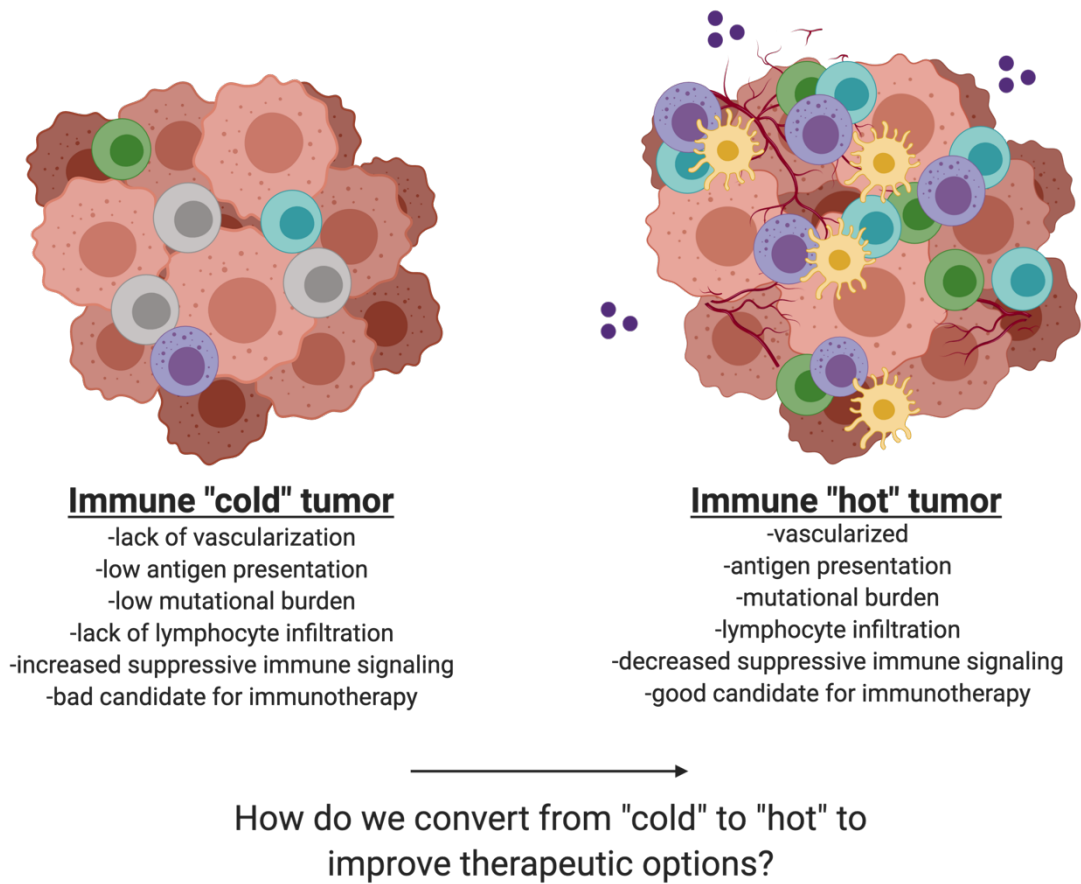 Immune "cold" tumor
-lack of vascularization
-low antigen presentation
-low mutational burden
-lack of lymphocyte infiltration
-increased suppressive immune signaling
-bad candidate for immunotherapy
Immune "hot" tumor
-vascularized
-antigen presentation
-mutational burden
-lymphocyte infiltration
-decreased suppressive immune signaling
-good candidate for immunotherapy
How do we convert from "cold" to "hot" to
improve therapeutic options?